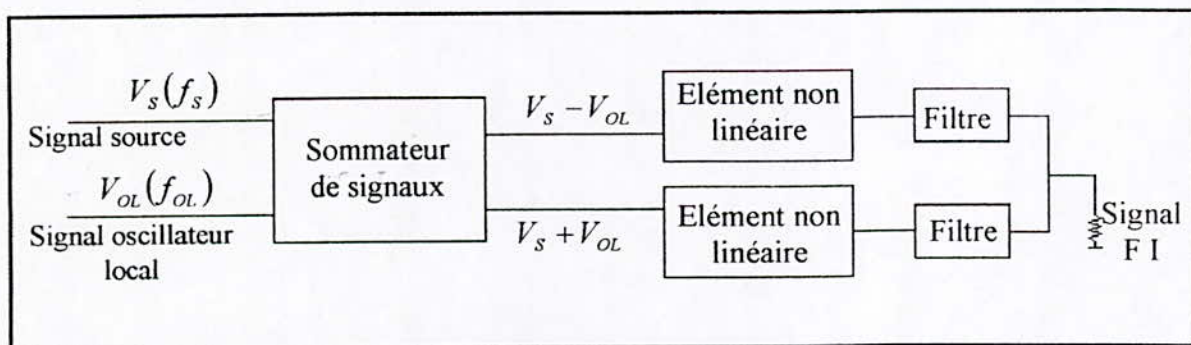 V_S(f_S)
Signal source
V_OL(f_OL)
Signal oscillateur
local
Sommateur
de signaux
V_S − V_OL
V_S + V_OL
Elément non
linéaire
Filtre
Elément non
linéaire
Filtre
Signal
F I